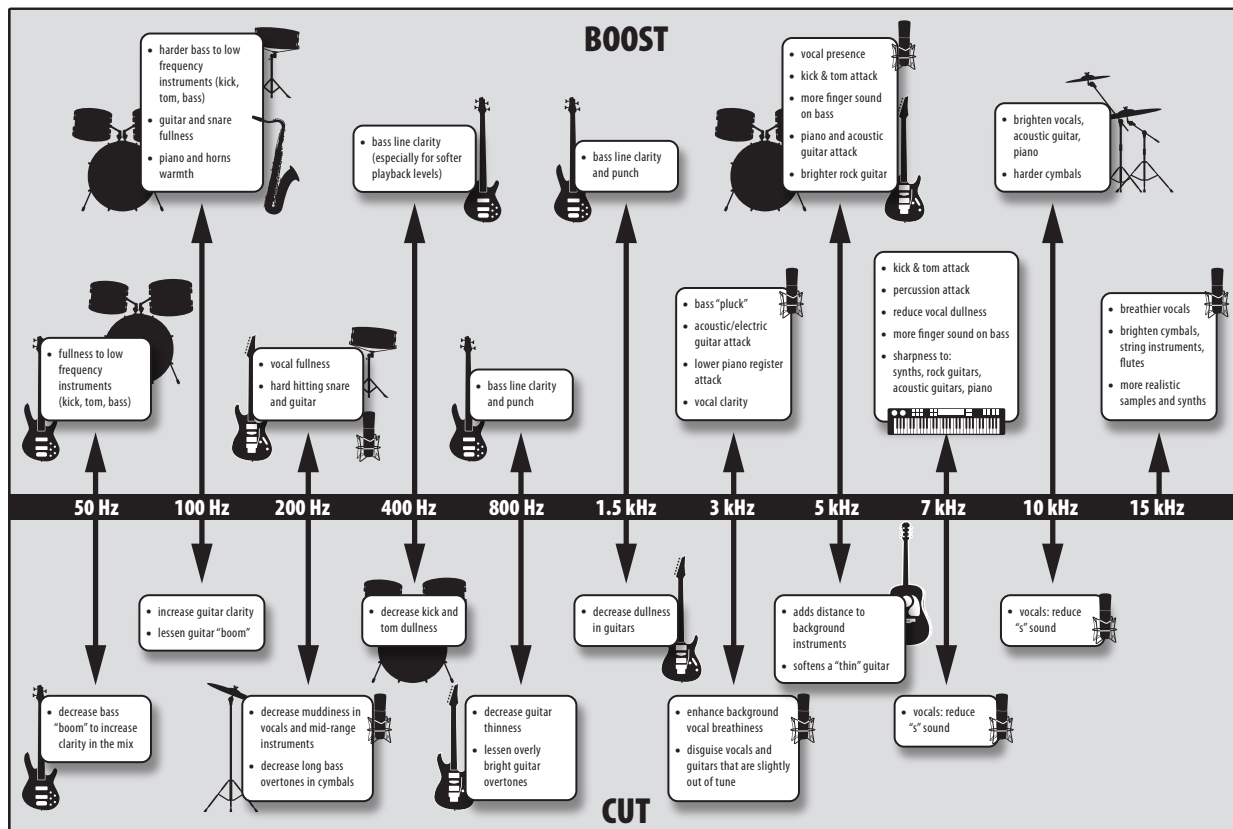 BOOST
• harder bass to low
frequency
instruments (kick,
tom, bass)
• guitar and snare
fullness
• piano and horns
warmth
• bass line clarity
(especially for softer
playback levels)
• bass line clarity
and punch
• vocal presence
• kick & tom attack
• more finger sound
on bass
• piano and acoustic
guitar attack
• brighter rock guitar
• brighten vocals,
acoustic guitar,
piano
• harder cymbals
• fullness to low
frequency
instruments
(kick, tom, bass)
• vocal fullness
• hard hitting snare
and guitar
• bass line clarity
and punch
• bass “pluck”
• acoustic/electric
guitar attack
• lower piano register
attack
• vocal clarity
• kick & tom attack
• percussion attack
• reduce vocal dullness
• more finger sound on bass
• sharpness to:
synths, rock guitars,
acoustic guitars, piano
• breathier vocals
• brighten cymbals,
string instruments,
flutes
• more realistic
samples and synths
50 Hz 100 Hz 200 Hz 400 Hz 800 Hz 1.5 kHz 3 kHz 5 kHz 7 kHz 10 kHz 15 kHz
• increase guitar clarity
• lessen guitar “boom”
• decrease kick and
tom dullness
• decrease dullness
in guitars
• adds distance to
background
instruments
• softens a “thin” guitar
• vocals: reduce
“s” sound
• decrease bass
“boom” to increase
clarity in the mix
• decrease muddiness in
vocals and mid-range
instruments
• decrease long bass
overtones in cymbals
• decrease guitar
thinness
• lessen overly
bright guitar
overtones
• enhance background
vocal breathiness
• disguise vocals and
guitars that are slightly
out of tune
• vocals: reduce
“s” sound
CUT